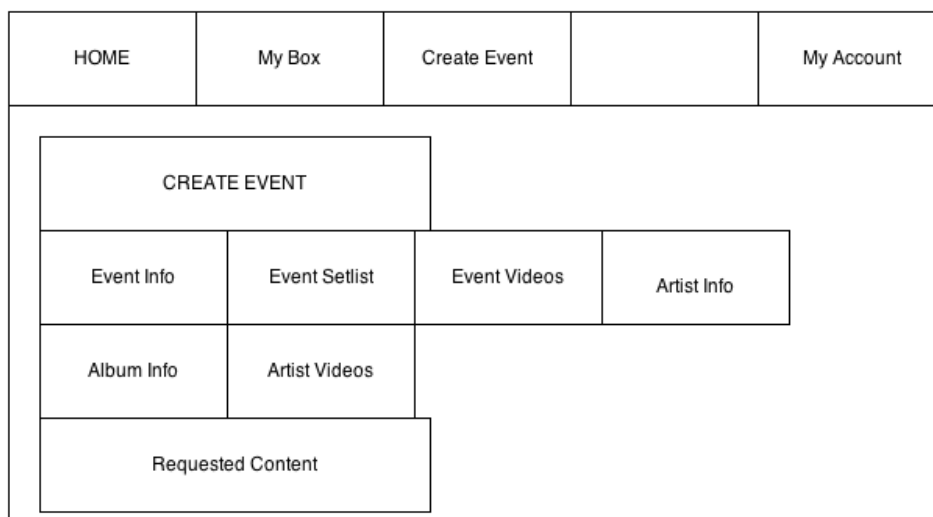 HOME
My Box
Create Event
My Account
CREATE EVENT
Event Info
Event Setlist
Event Videos
Artist Info
Album Info
Artist Videos
Requested Content